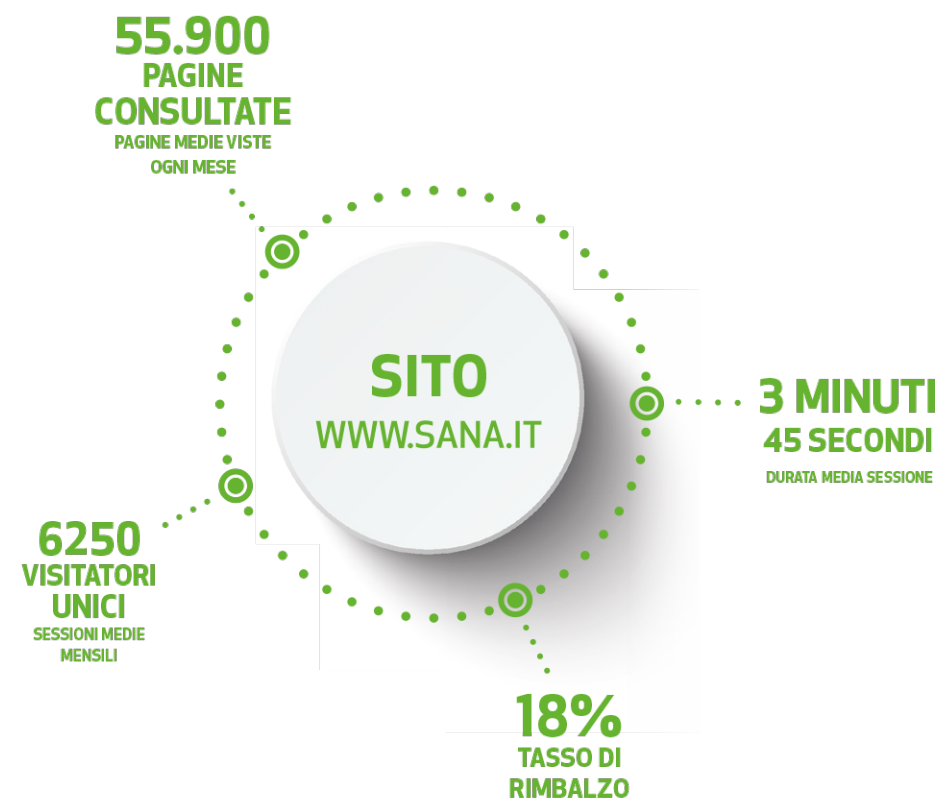 55.900
PAGINE
CONSULTATE
PAGINE MEDIE VISTE
OGNI MESE
SITO
WWW.SANA.IT
3 MINUTI
45 SECONDI
DURATA MEDIA SESSIONE
6250
VISITATORI
UNICI
SESSIONI MEDIE
MENSILI
18%
TASSO DI
RIMBALZO